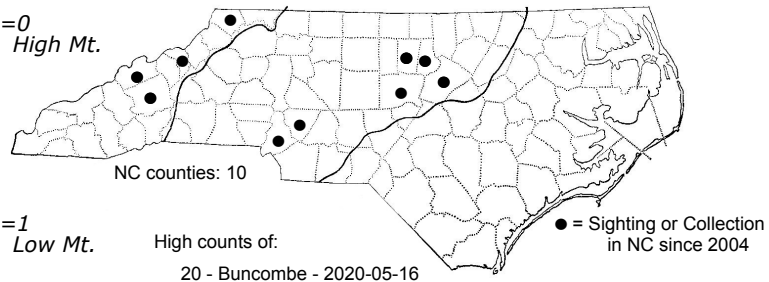 =0
High Mt.
NC counties: 10
=1
Low Mt.
High counts of:
20 - Buncombe - 2020-05-16
● = Sighting or Collection
in NC since 2004